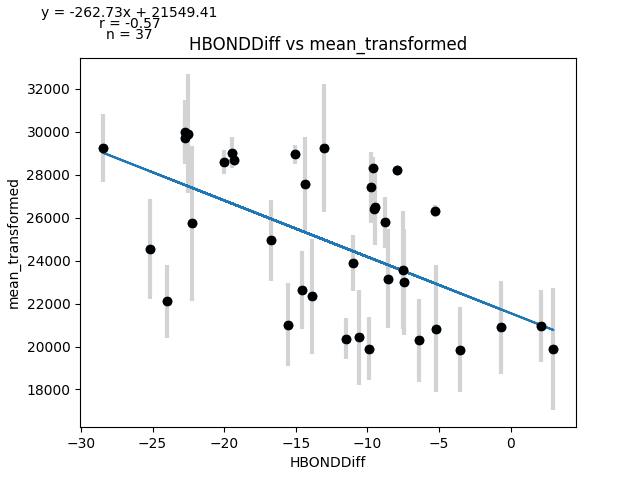 y = -262.73x + 21549.41
r = -0.57
n = 37
HBONDDiff vs mean_transformed
mean_transformed
32000
30000
28000
26000
24000
22000
20000
18000
−30
−25
−20
−15
−10
−5
0
HBONDDiff